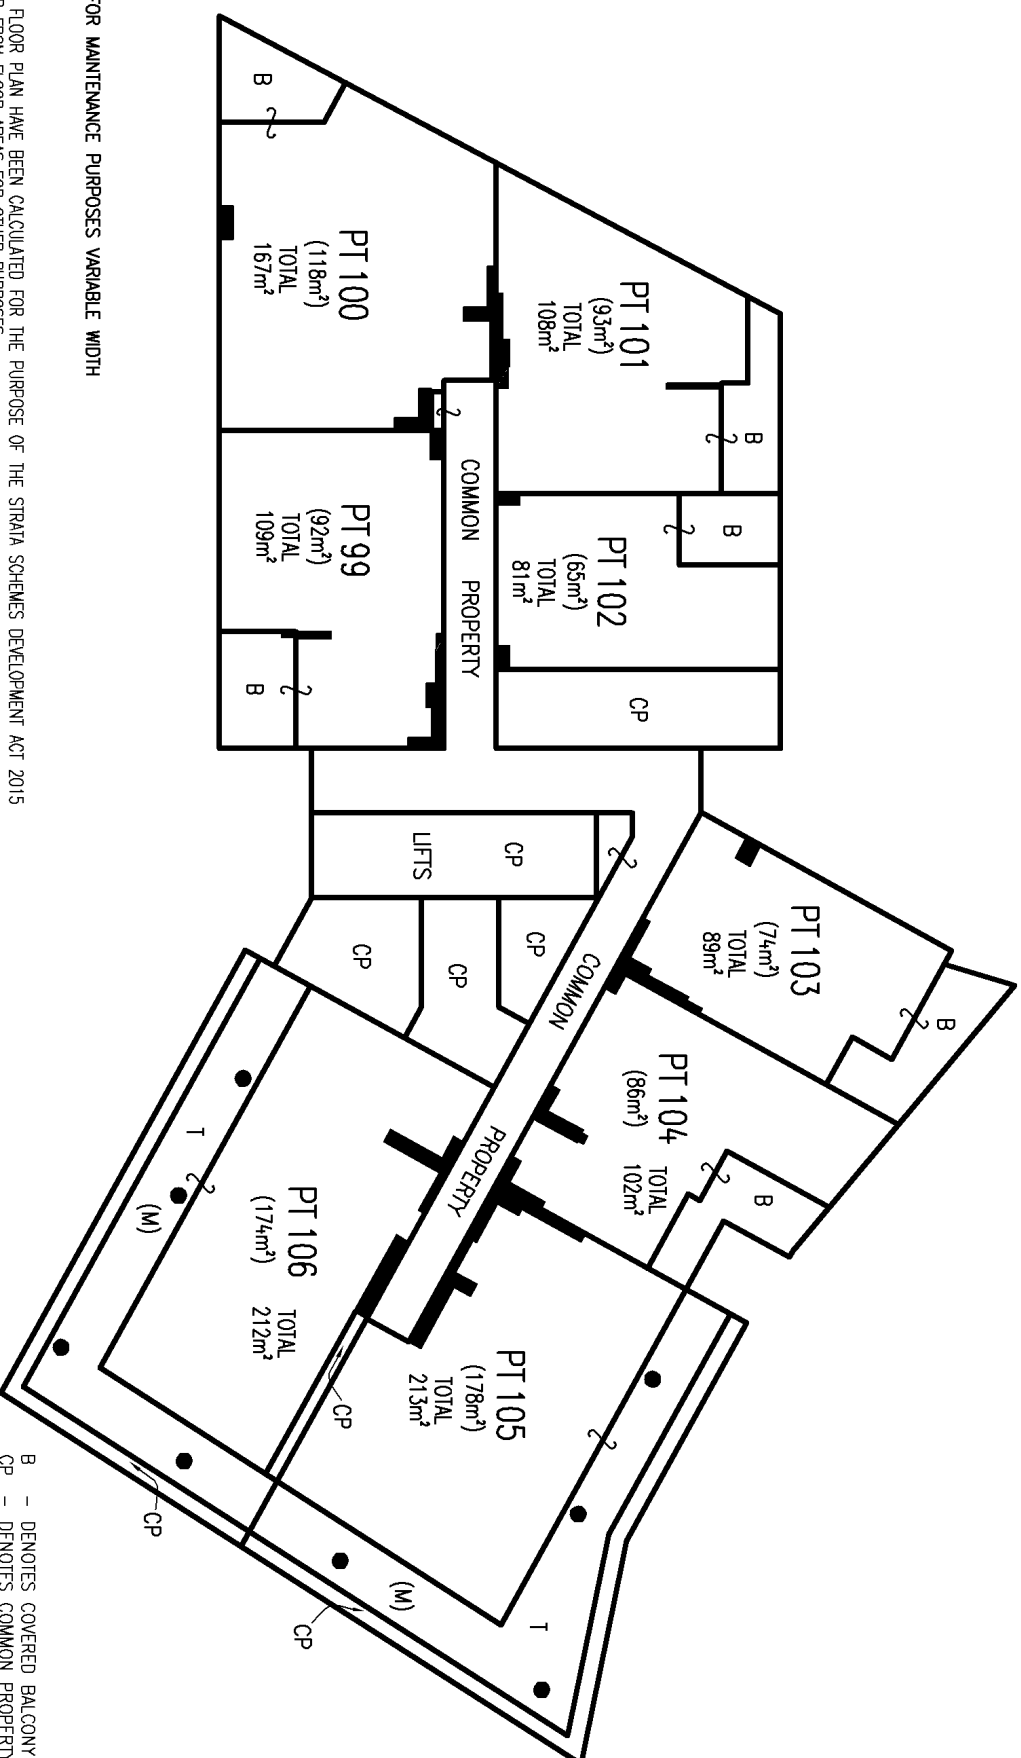 PT 103
(74m²)
TOTAL
89m²
B
PT 104
(86m²)
TOTAL
102m²
B
B
PT 101
(93m²)
TOTAL
108m²
B
PT 102
(65m²)
TOTAL
81m²
CP
COMMON PROPERTY
COMMON
PROPERTY
B
PT 100
(118m²)
TOTAL
167m²
PT 99
(92m²)
TOTAL
109m²
B
CP
LIFTS
CP
CP
CP
PT 105
(178m²)
TOTAL
213m²
T
(M)
CP
PT 106
(174m²)
TOTAL
212m²
T
(M)
CP
CP
FOR MAINTENANCE PURPOSES VARIABLE WIDTH
FLOOR PLAN HAVE BEEN CALCULATED FOR THE PURPOSE OF THE STRATA SCHEMES DEVELOPMENT ACT 2015
B - DENOTES COVERED BALCONY
CP - DENOTES COMMON PROPERTY